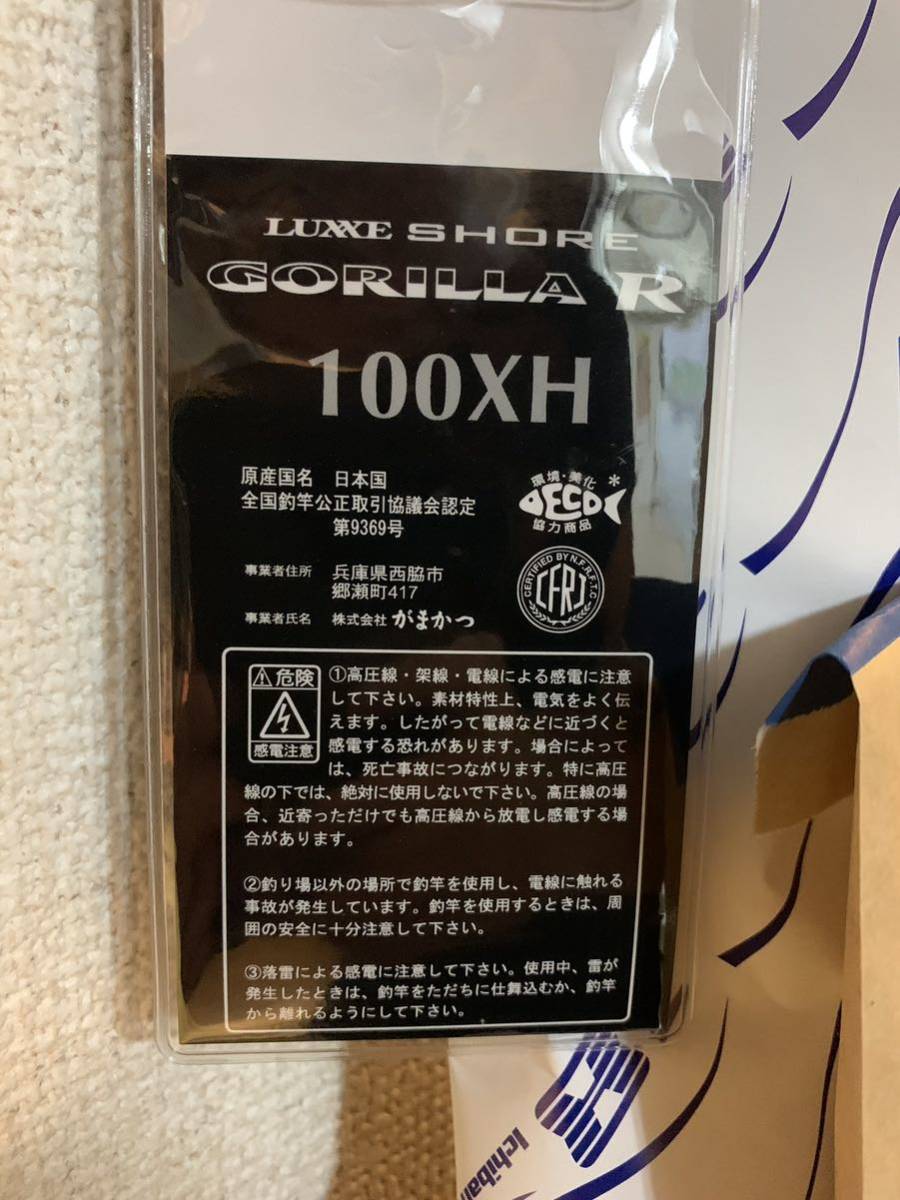 LUXXE SHORE
GORILLA R
100XH
原産国名 日本国
全国釣竿公正取引協議会認定
第9369号
環境・美化
DECO
協力商品
事業者住所 兵庫県西脇市
郷瀬町417
事業者氏名 株式会社 がまかつ
CERTIFIED BY N.F.R.F.T.C
CFRJ
⚠危険
感電注意
①高圧線・架線・電線による感電に注意
して下さい。素材特性上、電気をよく伝
えます。したがって電線などに近づくと
感電する恐れがあります。場合によって
は、死亡事故につながります。特に高圧
線の下では、絶対に使用しないで下さい。高圧線の場
合、近寄っただけでも高圧線から放電し感電する場
合があります。
②釣り場以外の場所で釣竿を使用し、電線に触れる
事故が発生しています。釣竿を使用するときは、周
囲の安全に十分注意して下さい。
③落雷による感電に注意して下さい。使用中、雷が
発生したときは、釣竿をただちに仕舞込むか、釣竿
から離れるようにして下さい。
Ichiban